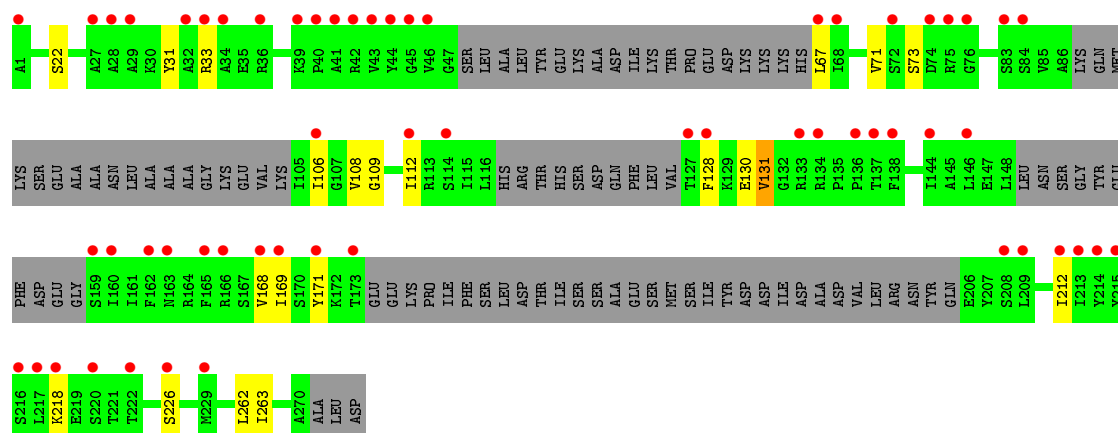 A1 S22 A27 A28 A29 K30 Y31 A32 R33 A34 E35 R36 K39 P40 A41 R42 V43 Y44 G45 V46 G47 SER LEU ALA LEU TYR GLU LYS ALA ASP ILE LYS THR PRO GLU ASP LYS LYS LYS HIS L67 I68 V71 S72 S73 D74 R75 G76 S83 S84 V85 A86 LYS GLN MET
LYS SER GLU ALA ALA ASN LEU ALA ALA ALA GLY LYS GLU VAL LYS I105 I106 G107 V108 G109 I112 R113 S114 I115 L116 HIS ARG THR HIS SER ASP GLN PHE LEU VAL T127 F128 K129 E130 V131 G132 R133 R134 P135 P136 T137 F138 I144 A145 L146 E147 L148 LEU ASN SER GLY TYR GLU
PHE ASP GLU GLY S159 I160 I161 F162 N163 R164 F165 R166 S167 V168 I169 S170 Y171 K172 T173 GLU GLU LYS PRO ILE PHE SER LEU ASP THR ILE SER SER ALA GLU SER MET SER ILE TYR ASP ASP ILE ASP ALA ASP VAL LEU ARG ASN TYR GLN E206 Y207 S208 L209 I212 I213 Y214 Y215
S216 L217 K218 E219 S220 T221 T222 S226 M229 L262 I263 A270 ALA LEU ASP